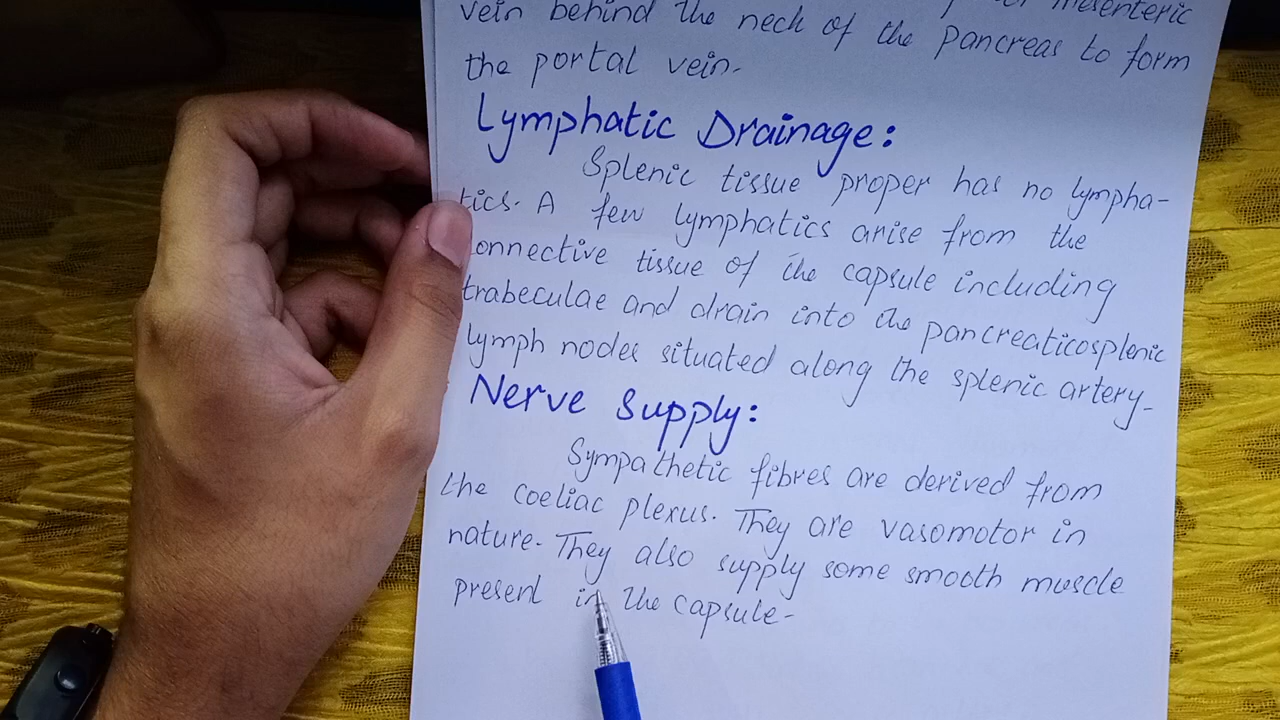 vein behind the neck of the pancreas to form
the portal vein.
Lymphatic Drainage:
Splenic tissue proper has no lympha-
tics. A few lymphatics arise from the
onnective tissue of the capsule including
trabeculae and drain into the pancreaticosplenic
lymph nodes situated along the splenic artery.
Nerve Supply:
Sympathetic fibres are derived from
the coeliac plexus. They are vasomotor in
nature. They also supply some smooth muscle
present in the capsule.